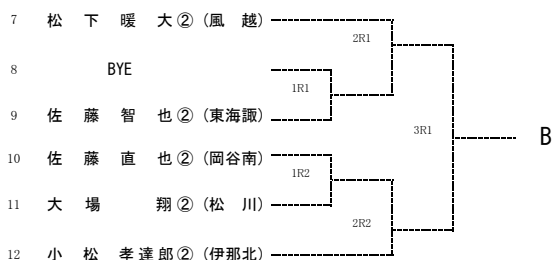 7 松下暖大② (風越)
2R1
8 BYE
1R1
9 佐藤智也② (東海諏)
3R1 B
10 佐藤直也② (岡谷南)
1R2
11 大場 翔② (松川)
2R2
12 小松孝達郎② (伊那北)